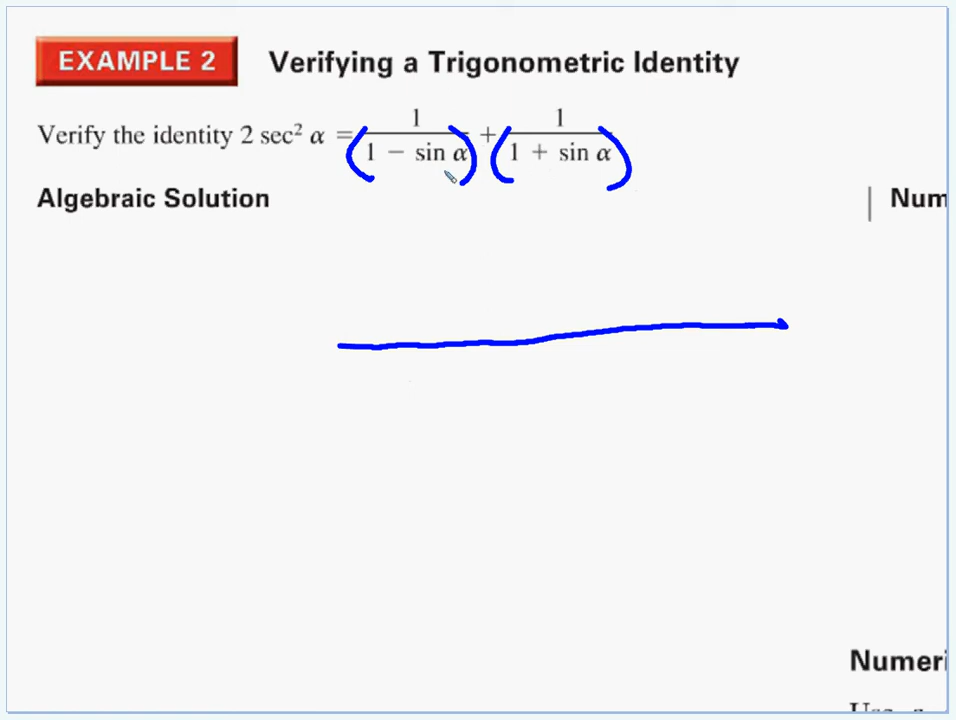 EXAMPLE 2 Verifying a Trigonometric Identity
Verify the identity 2 sec² α = 1/(1 − sin α) + 1/(1 + sin α)
Algebraic Solution | Num
Numeri